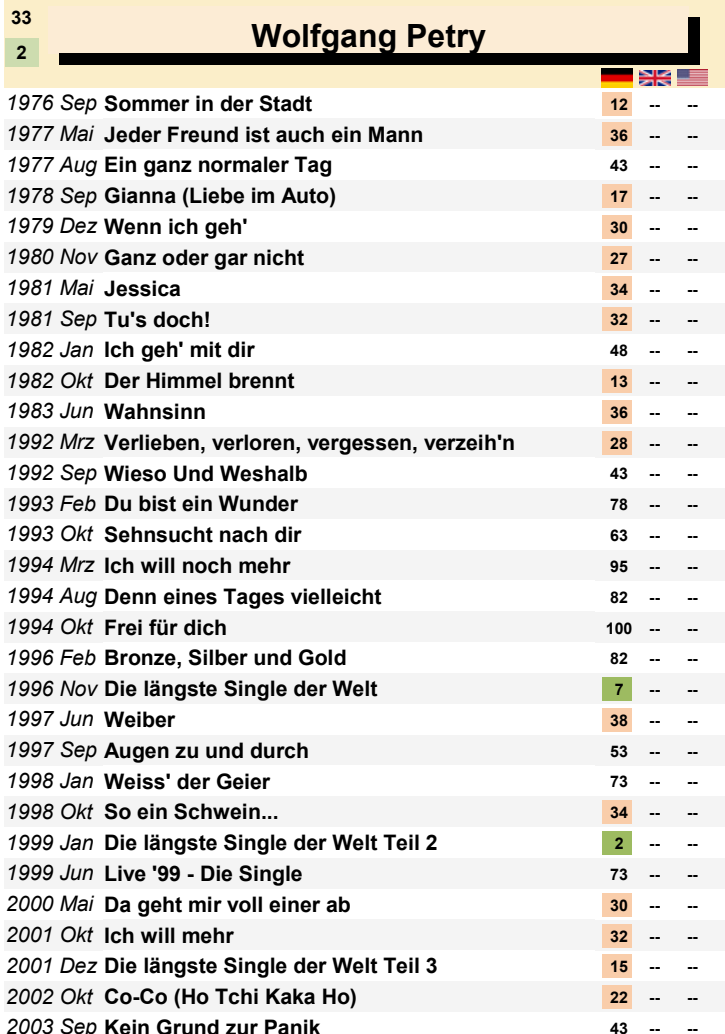 33
2
Wolfgang Petry
1976 Sep Sommer in der Stadt 12 -- --
1977 Mai Jeder Freund ist auch ein Mann 36 -- --
1977 Aug Ein ganz normaler Tag 43 -- --
1978 Sep Gianna (Liebe im Auto) 17 -- --
1979 Dez Wenn ich geh' 30 -- --
1980 Nov Ganz oder gar nicht 27 -- --
1981 Mai Jessica 34 -- --
1981 Sep Tu's doch! 32 -- --
1982 Jan Ich geh' mit dir 48 -- --
1982 Okt Der Himmel brennt 13 -- --
1983 Jun Wahnsinn 36 -- --
1992 Mrz Verlieben, verloren, vergessen, verzeih'n 28 -- --
1992 Sep Wieso Und Weshalb 43 -- --
1993 Feb Du bist ein Wunder 78 -- --
1993 Okt Sehnsucht nach dir 63 -- --
1994 Mrz Ich will noch mehr 95 -- --
1994 Aug Denn eines Tages vielleicht 82 -- --
1994 Okt Frei für dich 100 -- --
1996 Feb Bronze, Silber und Gold 82 -- --
1996 Nov Die längste Single der Welt 7 -- --
1997 Jun Weiber 38 -- --
1997 Sep Augen zu und durch 53 -- --
1998 Jan Weiss' der Geier 73 -- --
1998 Okt So ein Schwein... 34 -- --
1999 Jan Die längste Single der Welt Teil 2 2 -- --
1999 Jun Live '99 - Die Single 73 -- --
2000 Mai Da geht mir voll einer ab 30 -- --
2001 Okt Ich will mehr 32 -- --
2001 Dez Die längste Single der Welt Teil 3 15 -- --
2002 Okt Co-Co (Ho Tchi Kaka Ho) 22 -- --
2003 Sep Kein Grund zur Panik 43 -- --